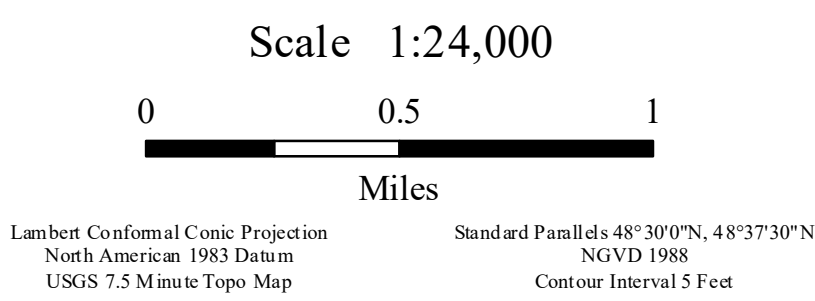 Scale 1:24,000
0 0.5 1
Miles
Lambert Conformal Conic Projection
North American 1983 Datum
USGS 7.5 Minute Topo Map
Standard Parallels 48°30'0"N, 48°37'30"N
NGVD 1988
Contour Interval 5 Feet